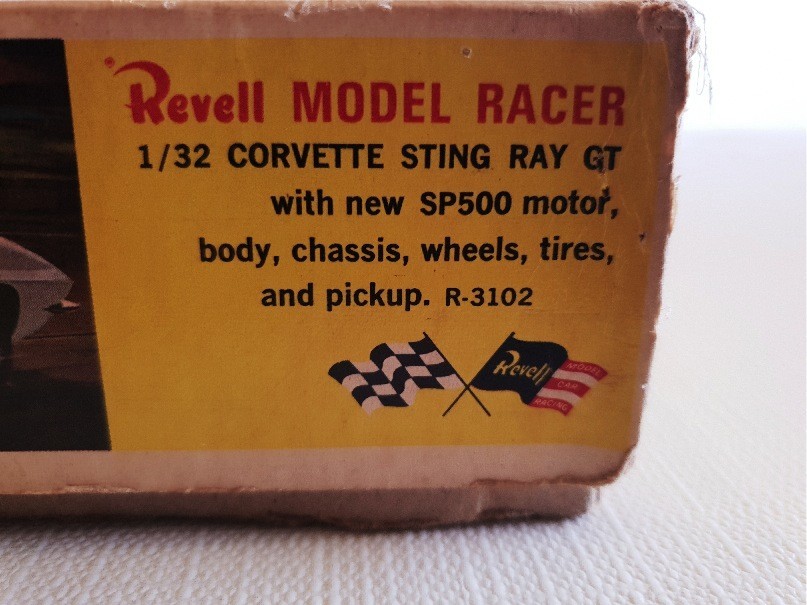 Revell MODEL RACER
1/32 CORVETTE STING RAY GT
with new SP500 motor,
body, chassis, wheels, tires,
and pickup. R-3102
Revell
MODEL
CAR
RACING